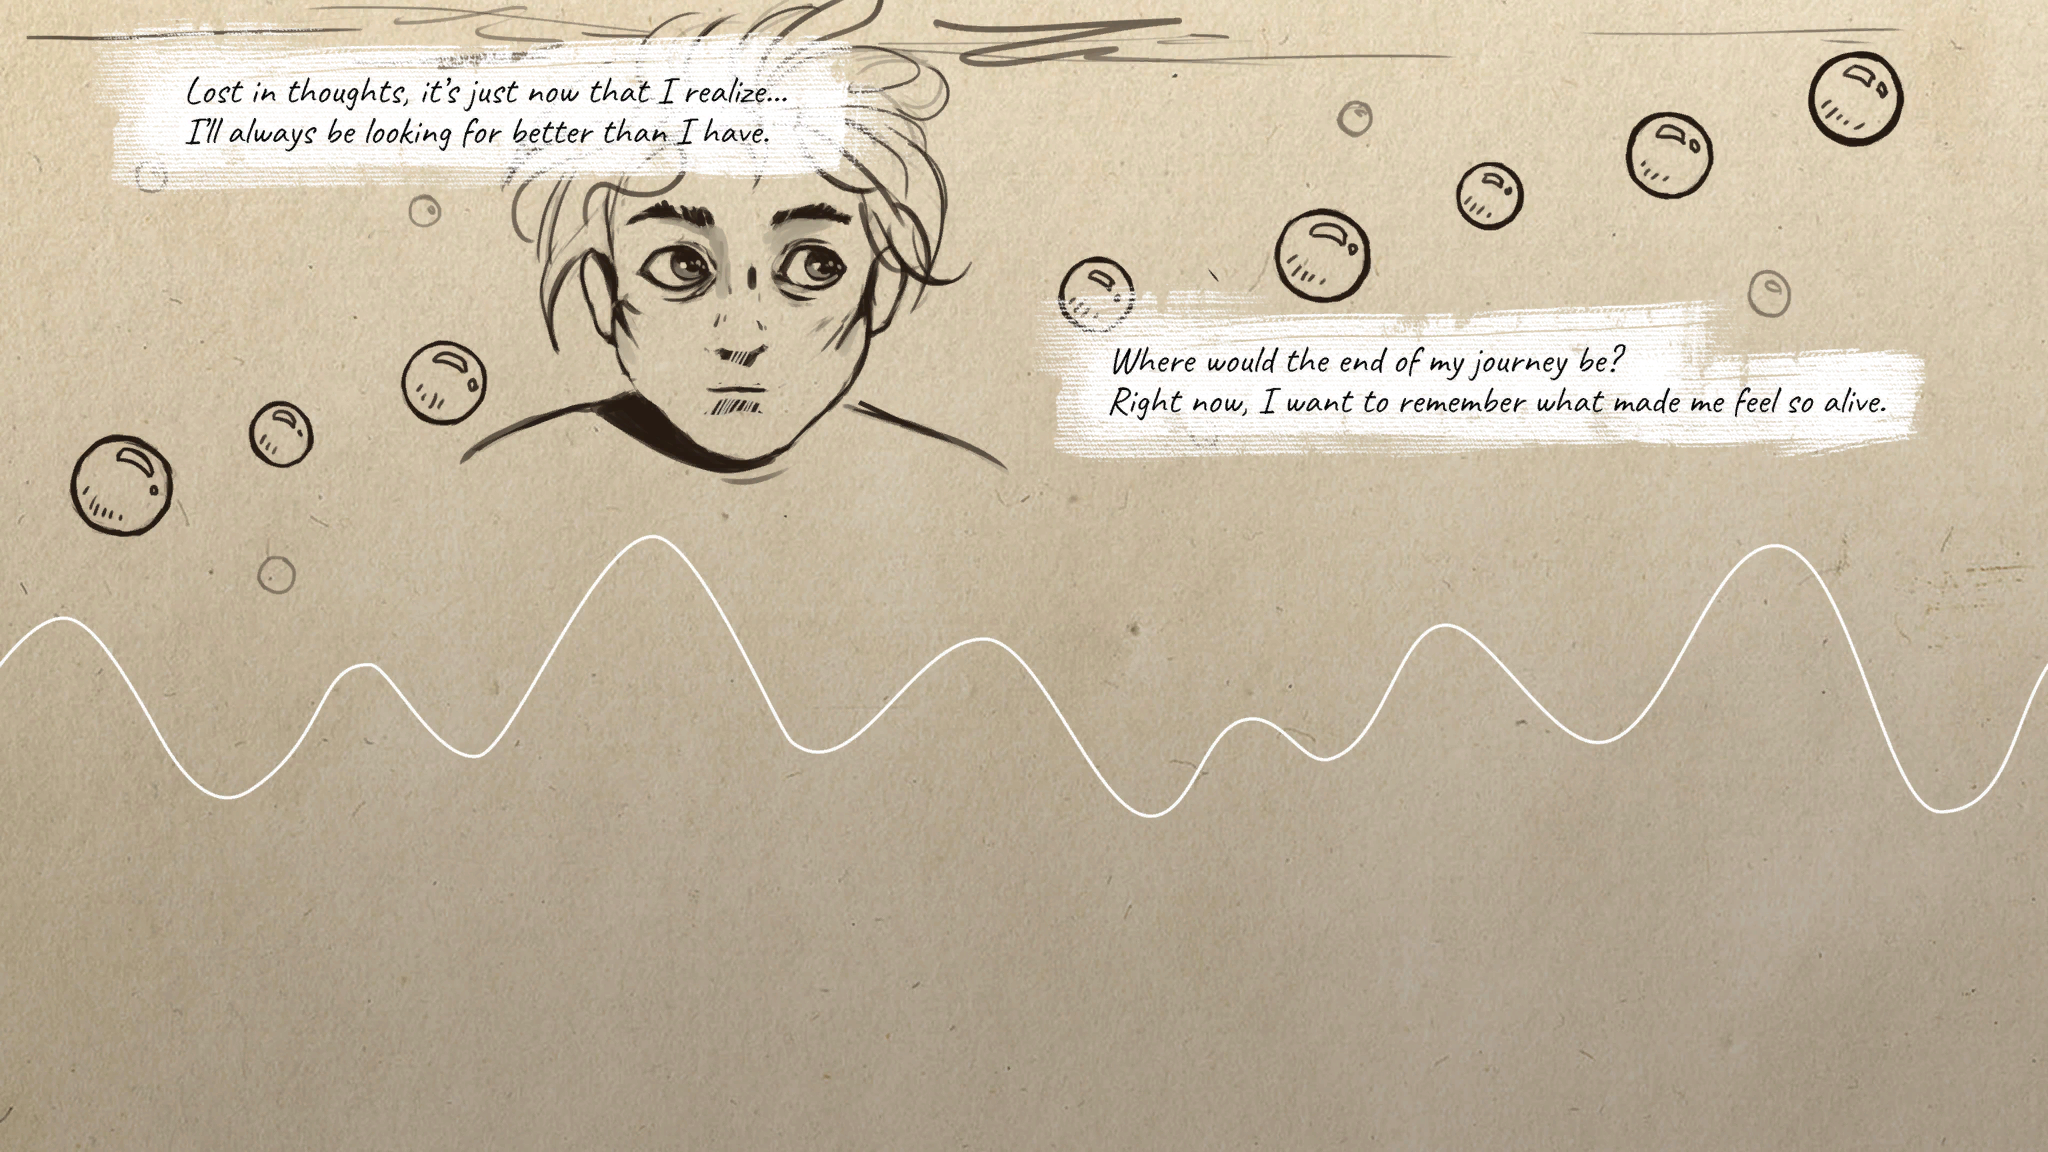 Lost in thoughts, it's just now that I realize...
I'll always be looking for better than I have.
Where would the end of my journey be?
Right now, I want to remember what made me feel so alive.